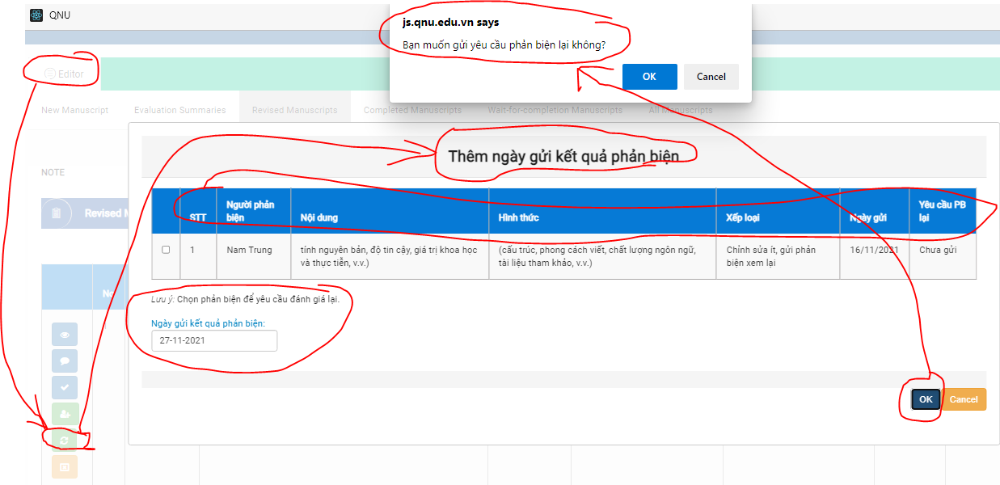 QNU
js.qnu.edu.vn says
Bạn muốn gửi yêu cầu phản biện lại không?
OK Cancel
Editor
New Manuscript Evaluation Summaries Revised Manuscripts Completed Manuscripts Wait-for-completion Manuscripts All Manuscripts
Thêm ngày gửi kết quả phản biện
NOTE
Revised M
STT Người phản biện Nội dung Hình thức Xếp loại Ngày gửi Yêu cầu PB lại
1 Nam Trung tính nguyên bản, độ tin cậy, giá trị khoa học (cấu trúc, phong cách viết, chất lượng ngôn ngữ, Chỉnh sửa ít, gửi phản 16/11/2021 Chưa gửi
và thực tiễn, v.v.) tài liệu tham khảo, v.v.) biện xem lại
No
Lưu ý: Chọn phản biện để yêu cầu đánh giá lại.
Ngày gửi kết quả phản biện:
27-11-2021
OK Cancel